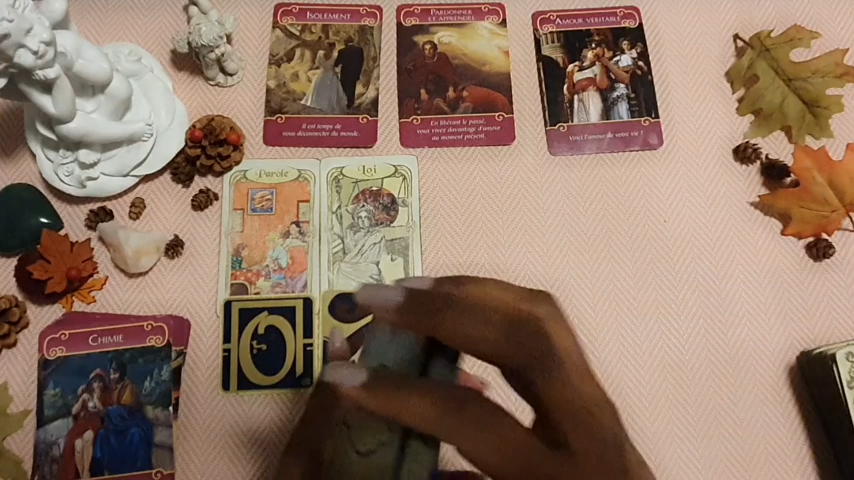 ISOLEMENT
Il est temps de
vous déconnecter du monde.
PARDONNER
ET APPRENDRE
En libérant le passé,
vous vivez davantage d'amour
au moment présent.
AMOUR VÉRITABLE
Voici l'amour de votre vie !
Parole
Loi
CHIMIE